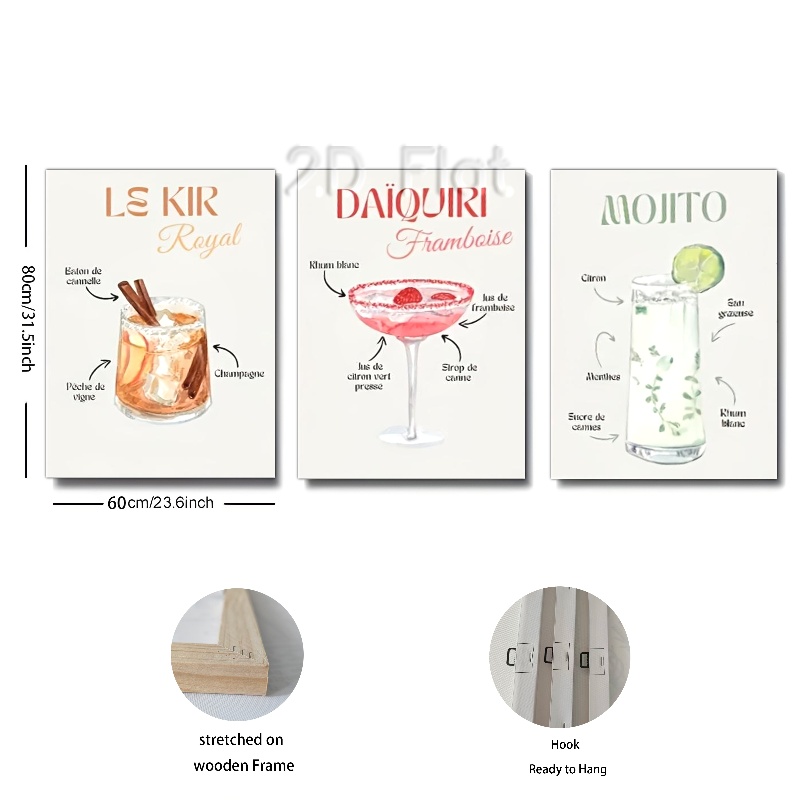 2D Flat
LE KIR
Royal
Baton de
cannelle
Pêche de
vigne
Champagne
DAÏQUIRI
Framboise
Rhum blanc
Jus de
framboise
Jus de
citron vert
presse
Sirop de
canne
MOJITO
Citron
Eau
gazeuse
Menthes
Sucre de
cannes
Rhum
blanc
80cm/31.5inch
60cm/23.6inch
stretched on
wooden Frame
Hook
Ready to Hang